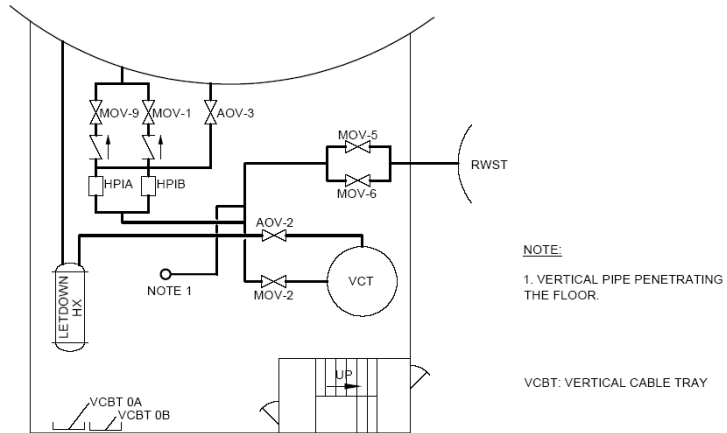 MOV-9
MOV-1
AOV-3
MOV-5
HPIA
HPIB
RWST
MOV-6
AOV-2
NOTE:
NOTE 1
VCT
1. VERTICAL PIPE PENETRATING
THE FLOOR.
MOV-2
LETDOWN
HX
UP
VCBT: VERTICAL CABLE TRAY
VCBT 0A
VCBT 0B